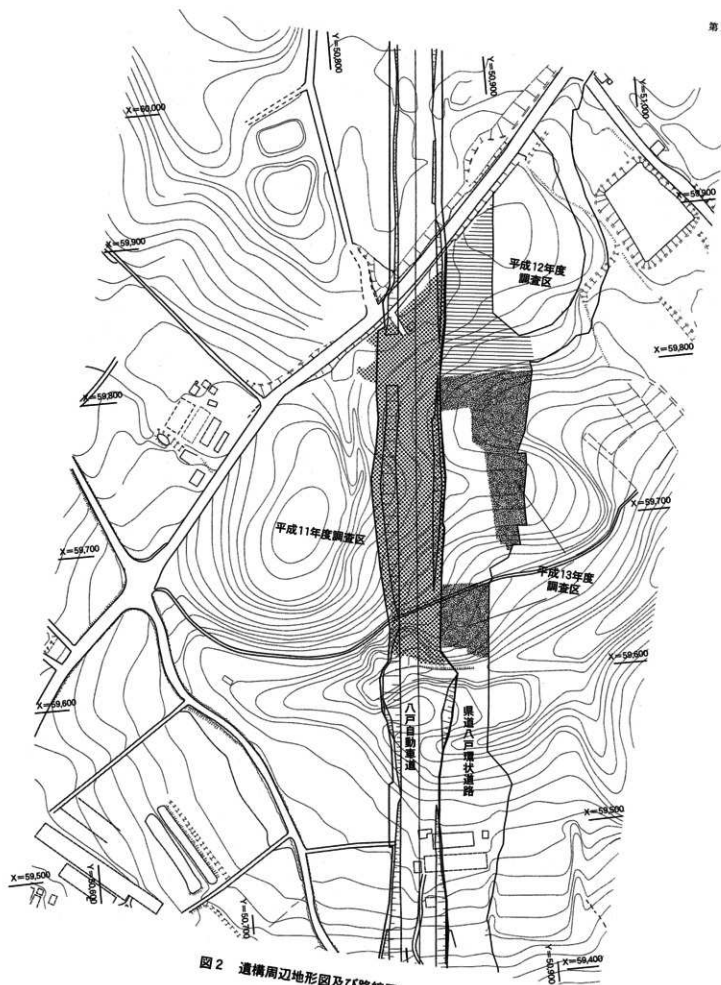 第
Y=50,800
Y=50,900
Y=51,000
X=60,000
X=59,900
X=59,900
平成12年度
調査区
X=59,800
X=59,800
平成11年度調査区
X=59,700
X=59,700
平成13年度
調査区
X=59,600
X=59,600
八戸自動車道
県道八戸環状道路
X=59,500
X=59,500
Y=50,600
Y=50,700
Y=50,900
X=59,400
図2 遺構周辺地形図及び路線